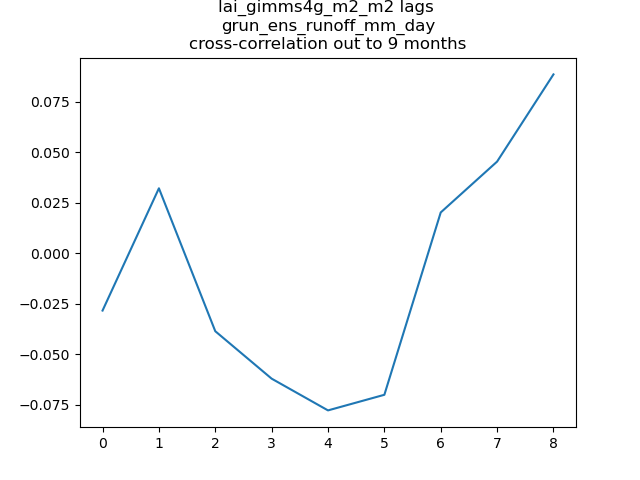 lai_gimms4g_m2_m2 lags
grun_ens_runoff_mm_day
cross-correlation out to 9 months
0.075
0.050
0.025
0.000
−0.025
−0.050
−0.075
0 1 2 3 4 5 6 7 8